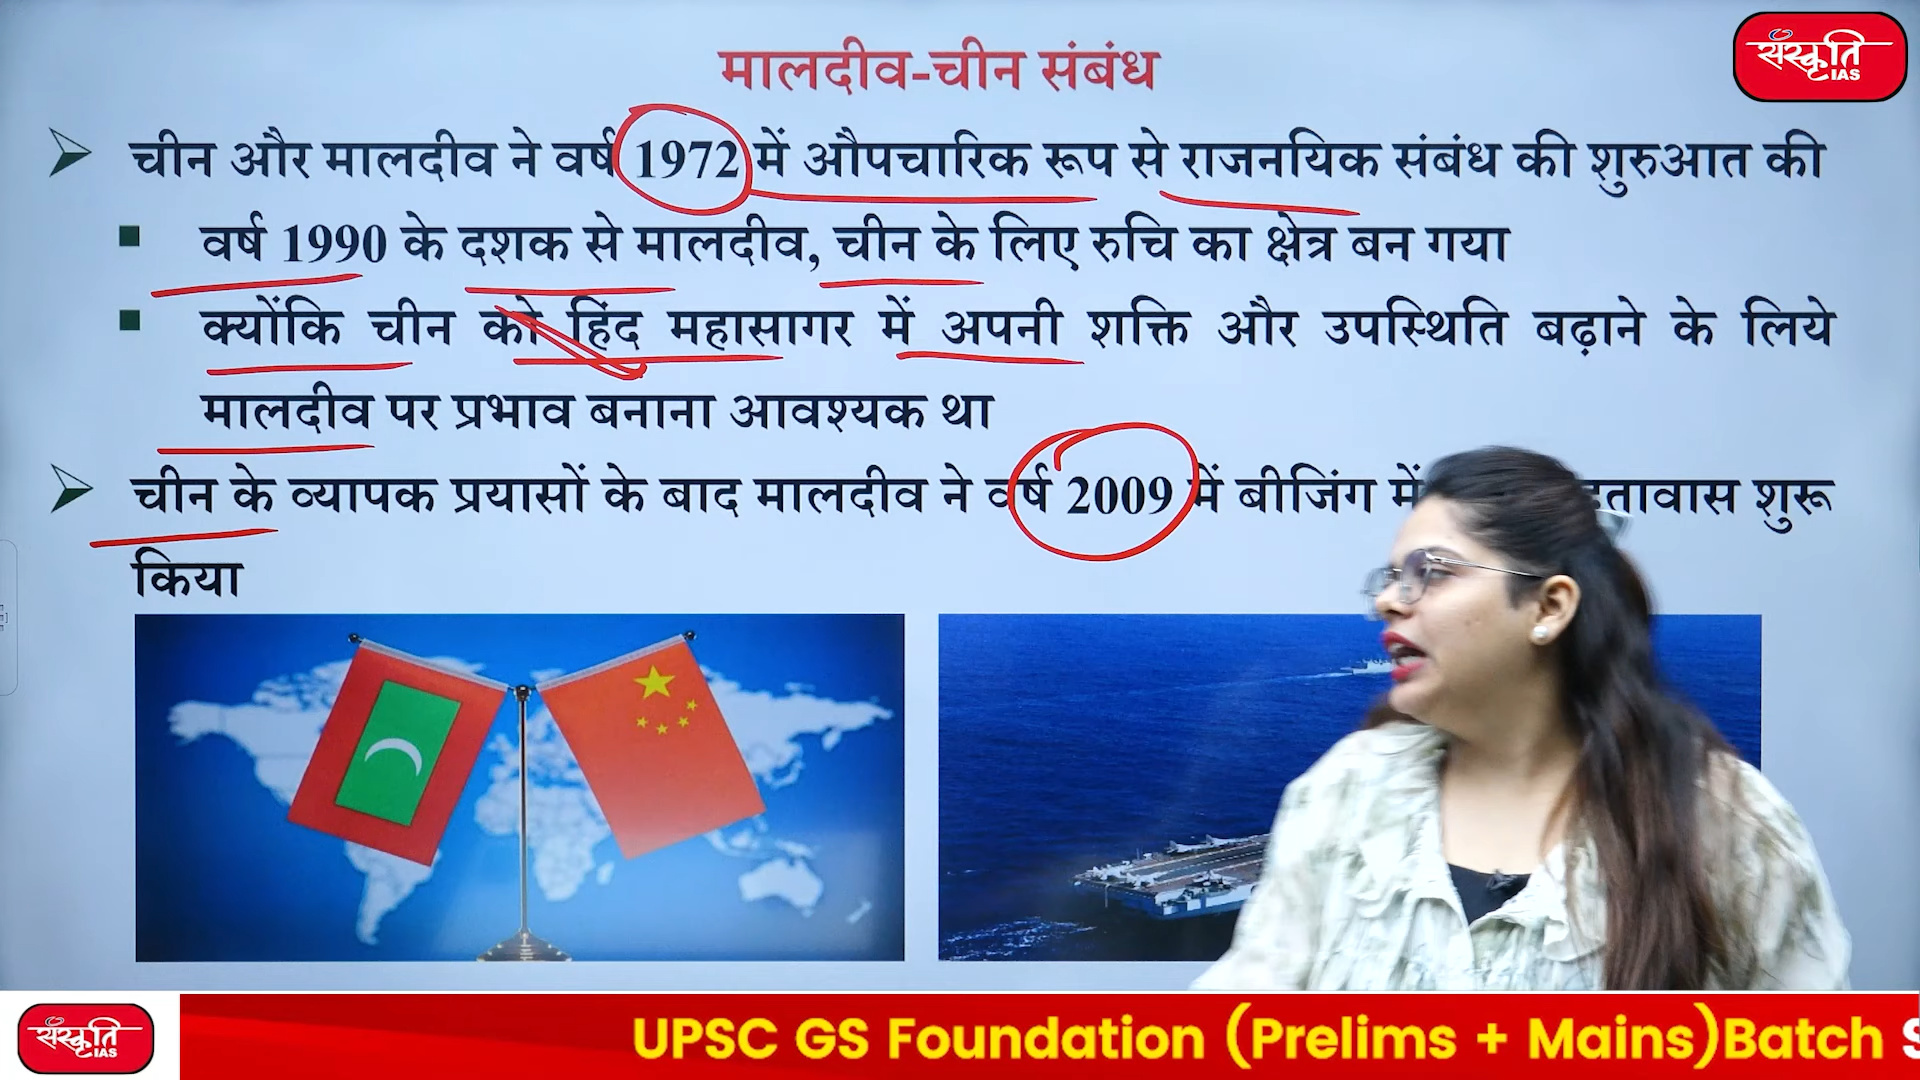 संस्कृति
IAS
मालदीव-चीन संबंध
चीन और मालदीव ने वर्ष 1972 में औपचारिक रूप से राजनयिक संबंध की शुरुआत की
वर्ष 1990 के दशक से मालदीव, चीन के लिए रुचि का क्षेत्र बन गया
क्योंकि चीन को हिंद महासागर में अपनी शक्ति और उपस्थिति बढ़ाने के लिये
मालदीव पर प्रभाव बनाना आवश्यक था
चीन के व्यापक प्रयासों के बाद मालदीव ने वर्ष 2009 में बीजिंग में शुरू
किया
संस्कृति
IAS
UPSC GS Foundation (Prelims + Mains)Batch